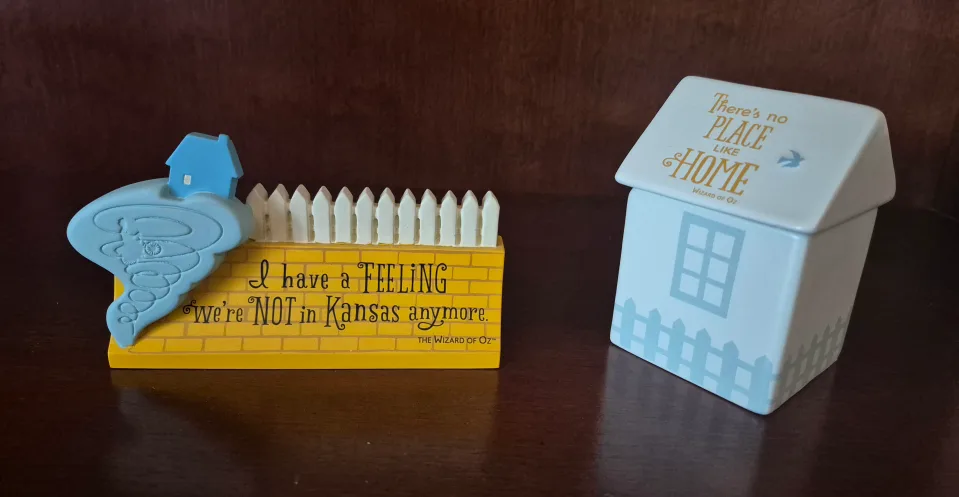 I have a FEELING
we're NOT in Kansas anymore.
THE WIZARD OF OZ™
There's no
PLACE
LIKE
HOME
WIZARD OF OZ